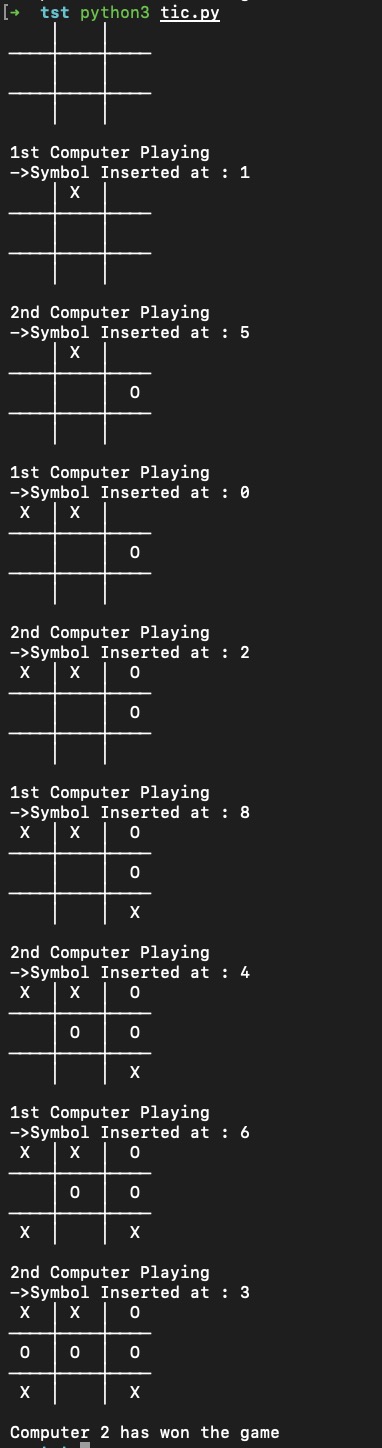 [➜  tst python3 tic.py
1st Computer Playing
->Symbol Inserted at : 1
X
2nd Computer Playing
->Symbol Inserted at : 5
X
O
1st Computer Playing
->Symbol Inserted at : 0
X X
O
2nd Computer Playing
->Symbol Inserted at : 2
X X O
O
1st Computer Playing
->Symbol Inserted at : 8
X X O
O
X
2nd Computer Playing
->Symbol Inserted at : 4
X X O
O O
X
1st Computer Playing
->Symbol Inserted at : 6
X X O
O O
X X
2nd Computer Playing
->Symbol Inserted at : 3
X X O
O O O
X X
Computer 2 has won the game